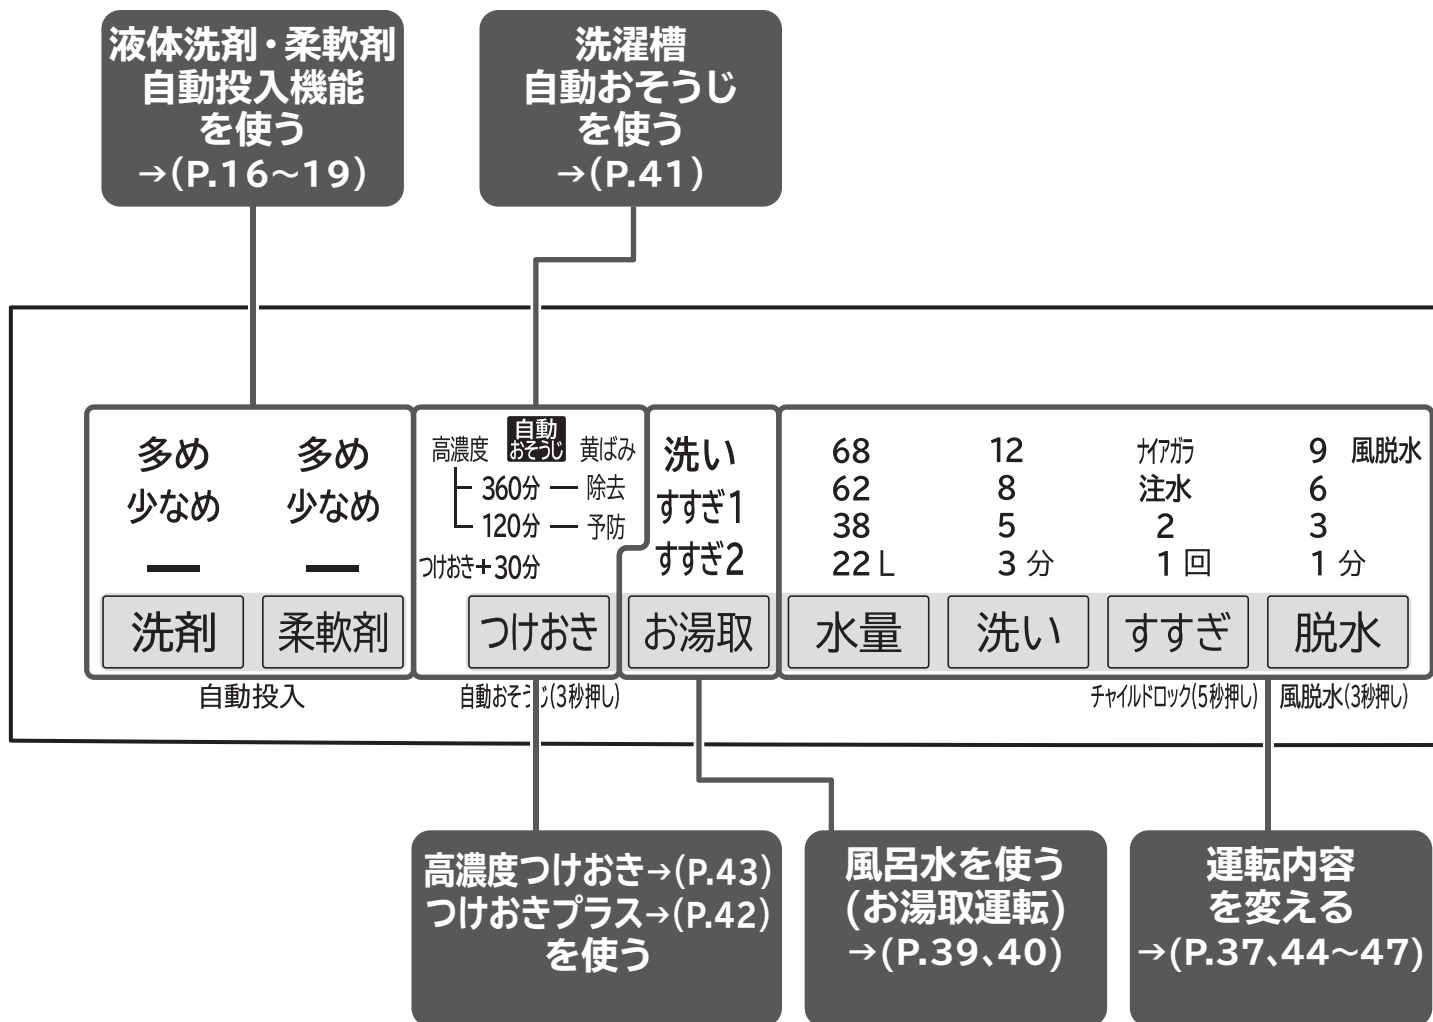 液体洗剤・柔軟剤
自動投入機能
を使う
→(P.16~19)
洗濯槽
自動おそうじ
を使う
→(P.41)
多め
少なめ
洗剤
多め
少なめ
柔軟剤
自動投入
自動
おそうじ
高濃度
黄ばみ
360分
除去
120分
予防
つけおき+30分
つけおき
自動おそうじ(3秒押し)
洗い
すすぎ1
すすぎ2
お湯取
68
62
38
22 L
水量
12
8
5
3 分
洗い
ナイアガラ
注水
2
1 回
すすぎ
チャイルドロック(5秒押し)
9 風脱水
6
3
1 分
脱水
風脱水(3秒押し)
高濃度つけおき→(P.43)
つけおきプラス→(P.42)
を使う
風呂水を使う
(お湯取運転)
→(P.39、40)
運転内容
を変える
→(P.37、44~47)